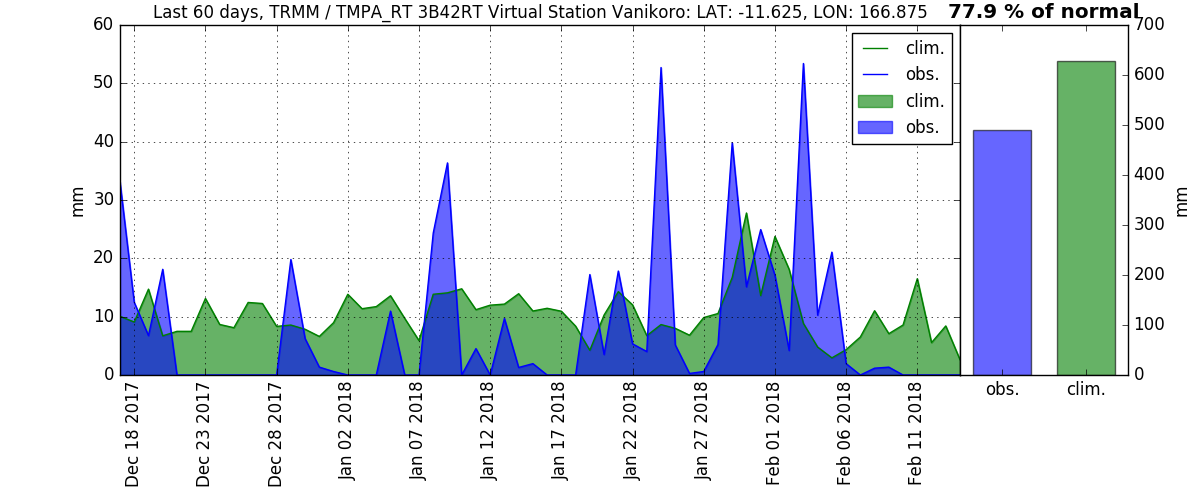 Last 60 days, TRMM / TMPA_RT 3B42RT Virtual Station Vanikoro: LAT: -11.625, LON: 166.875
77.9 % of normal
60
50
40
30
20
10
0
mm
clim.
obs.
clim.
obs.
700
600
500
400
300
200
100
0
mm
obs.
clim.
Dec 18 2017
Dec 23 2017
Dec 28 2017
Jan 02 2018
Jan 07 2018
Jan 12 2018
Jan 17 2018
Jan 22 2018
Jan 27 2018
Feb 01 2018
Feb 06 2018
Feb 11 2018